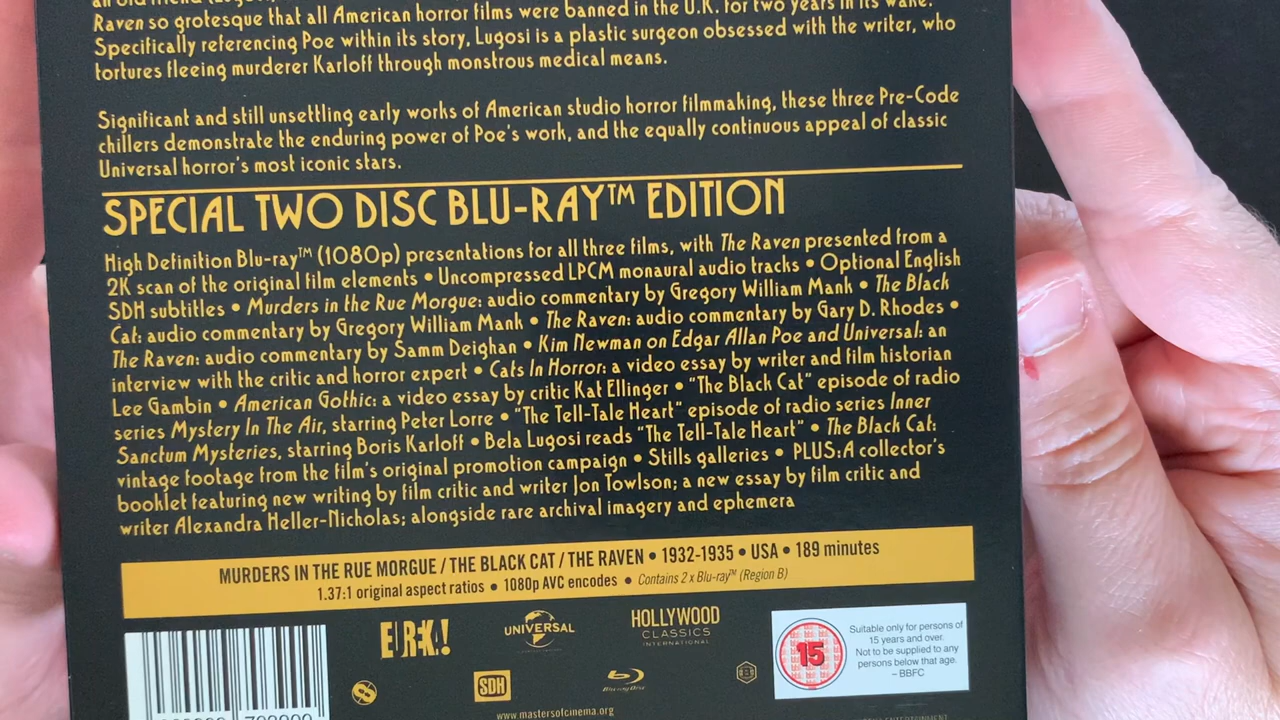 Raven so grotesque that all American horror films were banned in the U.K. for two years in its wake.
Specifically referencing Poe within its story, Lugosi is a plastic surgeon obsessed with the writer, who
tortures fleeing murderer Karloff through monstrous medical means.
Significant and still unsettling early works of American studio horror filmmaking, these three Pre-Code
chillers demonstrate the enduring power of Poe's work, and the equally continuous appeal of classic
Universal horror's most iconic stars.
SPECIAL TWO DISC BLU-RAY™ EDITION
High Definition Blu-ray™ (1080p) presentations for all three films, with The Raven presented from a
2K scan of the original film elements • Uncompressed LPCM monaural audio tracks • Optional English
SDH subtitles • Murders in the Rue Morgue: audio commentary by Gregory William Mank • The Black
Cat: audio commentary by Gregory William Mank • The Raven: audio commentary by Gary D. Rhodes •
The Raven: audio commentary by Samm Deighan • Kim Newman on Edgar Allan Poe and Universal: an
interview with the critic and horror expert • Cats In Horror: a video essay by writer and film historian
Lee Gambin • American Gothic: a video essay by critic Kat Ellinger • "The Black Cat" episode of radio
series Mystery In The Air, starring Peter Lorre • "The Tell-Tale Heart" episode of radio series Inner
Sanctum Mysteries, starring Boris Karloff • Bela Lugosi reads "The Tell-Tale Heart" • The Black Cat:
vintage footage from the film's original promotion campaign • Stills galleries • PLUS: A collector's
booklet featuring new writing by film critic and writer Jon Towlson; a new essay by film critic and
writer Alexandra Heller-Nicholas; alongside rare archival imagery and ephemera
MURDERS IN THE RUE MORGUE / THE BLACK CAT / THE RAVEN • 1932-1935 • USA • 189 minutes
1.37:1 original aspect ratios • 1080p AVC encodes • Contains 2 x Blu-ray™ (Region B)
EUREKA!
UNIVERSAL
HOLLYWOOD
CLASSICS
INTERNATIONAL
15
Suitable only for persons of
15 years and over.
Not to be supplied to any
persons below that age.
– BBFC
SDH
Blu-ray Disc
B
www.mastersofcinema.org